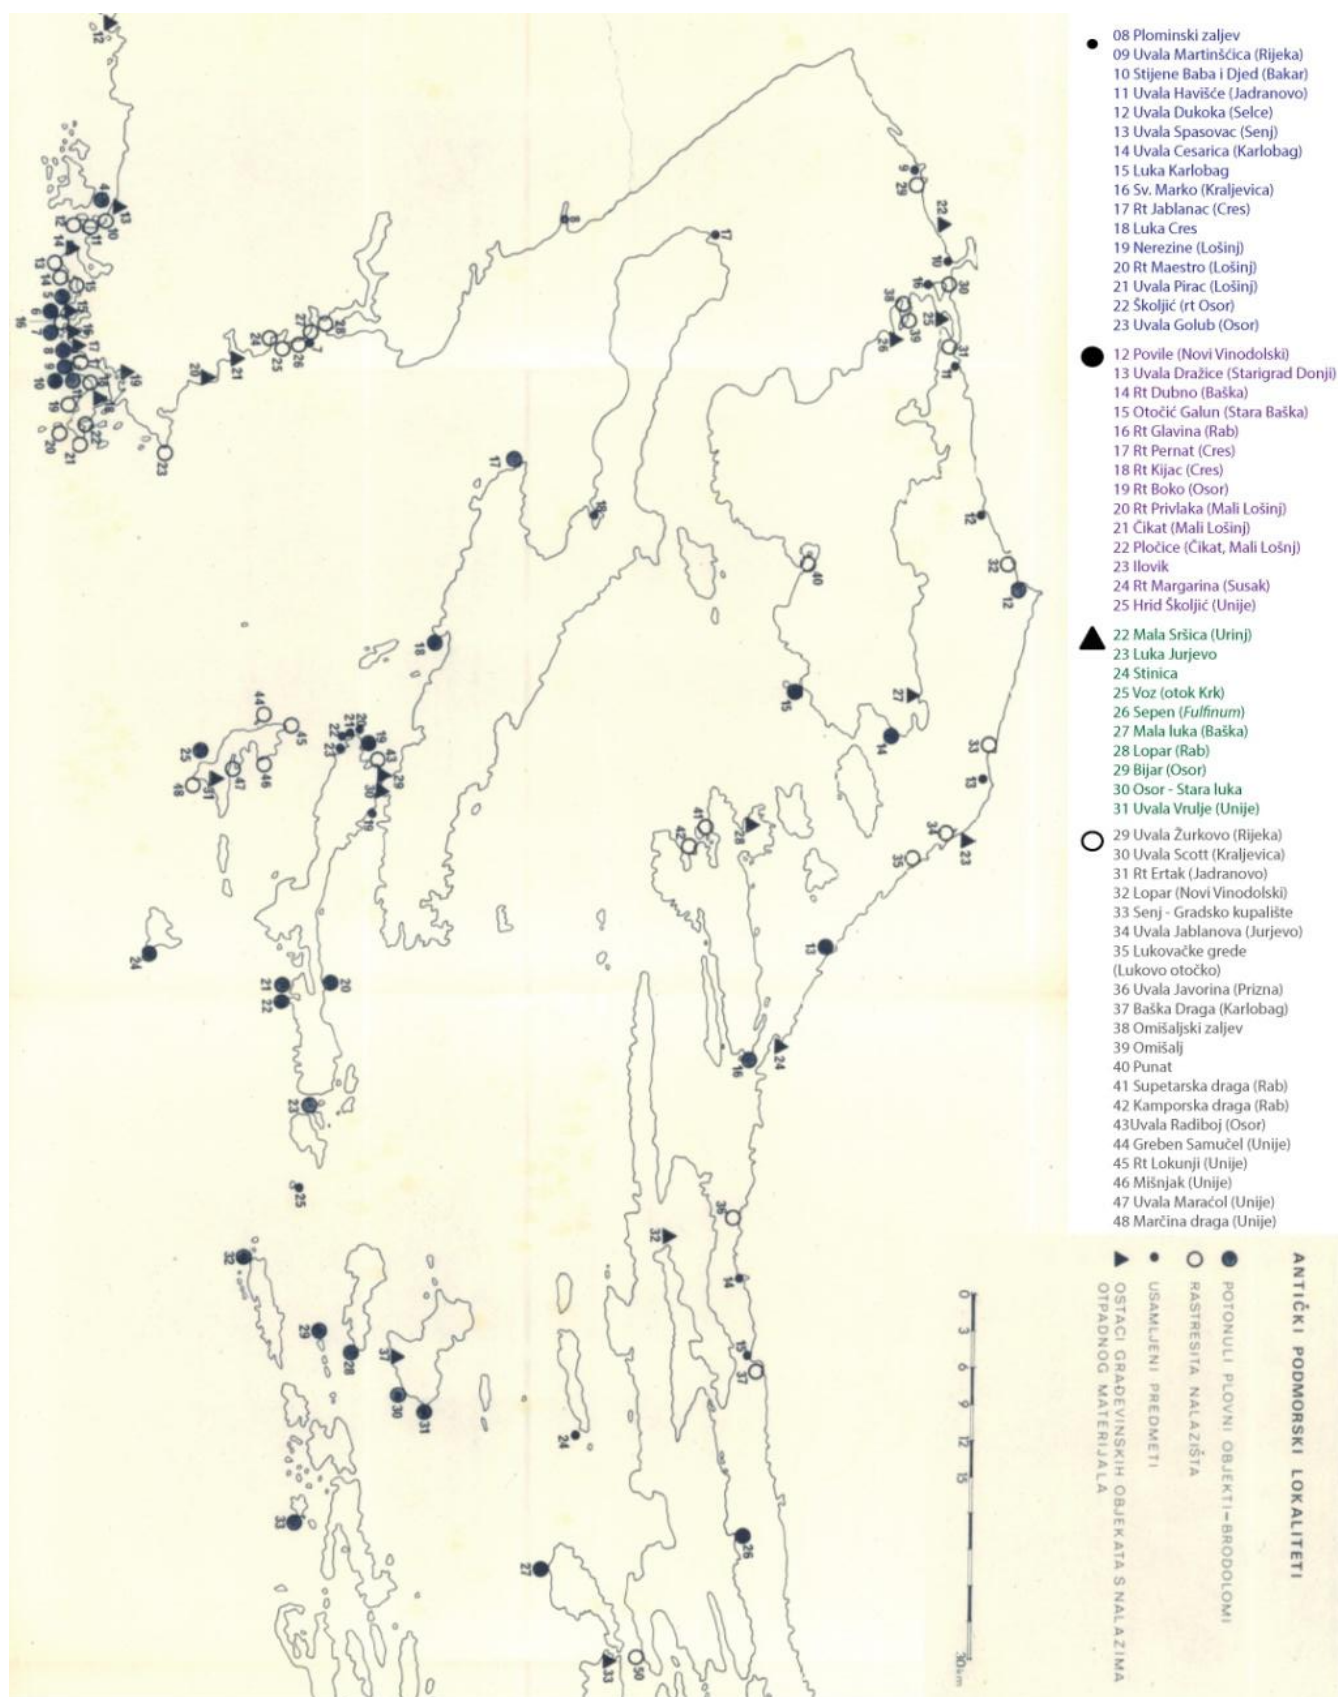 08 Plominski zaljev
09 Uvala Martinšćica (Rijeka)
10 Stijene Baba i Djed (Bakar)
11 Uvala Havišće (Jadranovo)
12 Uvala Dukoka (Selce)
13 Uvala Spasovac (Senj)
14 Uvala Cesarica (Karlobag)
15 Luka Karlobag
16 Sv. Marko (Kraljevica)
17 Rt Jablanac (Cres)
18 Luka Cres
19 Nerezine (Lošinj)
20 Rt Maestro (Lošinj)
21 Uvala Pirac (Lošinj)
22 Školjić (rt Osor)
23 Uvala Golub (Osor)
12 Povile (Novi Vinodolski)
13 Uvala Dražice (Starigrad Donji)
14 Rt Dubno (Baška)
15 Otočić Galun (Stara Baška)
16 Rt Glavina (Rab)
17 Rt Pernat (Cres)
18 Rt Kijac (Cres)
19 Rt Boko (Osor)
20 Rt Privlaka (Mali Lošinj)
21 Čikat (Mali Lošinj)
22 Pločice (Čikat, Mali Lošnj)
23 Ilovik
24 Rt Margarina (Susak)
25 Hrid Školjić (Unije)
22 Mala Sršica (Urinj)
23 Luka Jurjevo
24 Stinica
25 Voz (otok Krk)
26 Sepen (Fulfinum)
27 Mala luka (Baška)
28 Lopar (Rab)
29 Bijar (Osor)
30 Osor - Stara luka
31 Uvala Vrulje (Unije)
29 Uvala Žurkovo (Rijeka)
30 Uvala Scott (Kraljevica)
31 Rt Ertak (Jadranovo)
32 Lopar (Novi Vinodolski)
33 Senj - Gradsko kupalište
34 Uvala Jablanova (Jurjevo)
35 Lukovačke grede
(Lukovo otočko)
36 Uvala Javorina (Prizna)
37 Baška Draga (Karlobag)
38 Omišaljski zaljev
39 Omišalj
40 Punat
41 Supetarska draga (Rab)
42 Kamporska draga (Rab)
43Uvala Radiboj (Osor)
44 Greben Samučel (Unije)
45 Rt Lokunji (Unije)
46 Mišnjak (Unije)
47 Uvala Maraćol (Unije)
48 Marčina draga (Unije)
ANTIČKI PODMORSKI LOKALITETI
POTONULI PLOVNI OBJEKTI–BRODOLOMI
RASTRESITA NALAZIŠTA
USAMLJENI PREDMETI
OSTACI GRAĐEVINSKIH OBJEKATA S NALAZIMA
OTPADNOG MATERIJALA
0 3 6 9 12 15 30 km